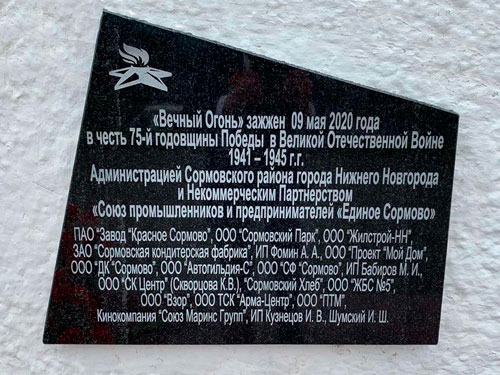 «Вечный Огонь» зажжен 09 мая 2020 года
в честь 75-й годовщины Победы в Великой Отечественной Войне
1941 – 1945 г.г.
Администрацией Сормовского района города Нижнего Новгорода
и Некоммерческим Партнерством
«Союз промышленников и предпринимателей «Единое Сормово»
ПАО "Завод "Красное Сормово", ООО "Сормовский Парк", ООО "Жилстрой-НН"
ЗАО "Сормовская кондитерская фабрика", ИП Фомин А. А., ООО "Проект "Мой Дом",
ООО "ДК "Сормово", ООО "Автогильдия-С", ООО "СФ "Сормово", ИП Бабиров М. И.,
ООО "СК Центр" (Скворцова К.В.), "Сормовский Хлеб", ООО "ЖБС №5",
ООО "Взор", ООО ТСК "Арма-Центр", ООО "ПТМ",
Кинокомпания "Союз Маринс Групп", ИП Кузнецов И. В., Шумский И. Ш.